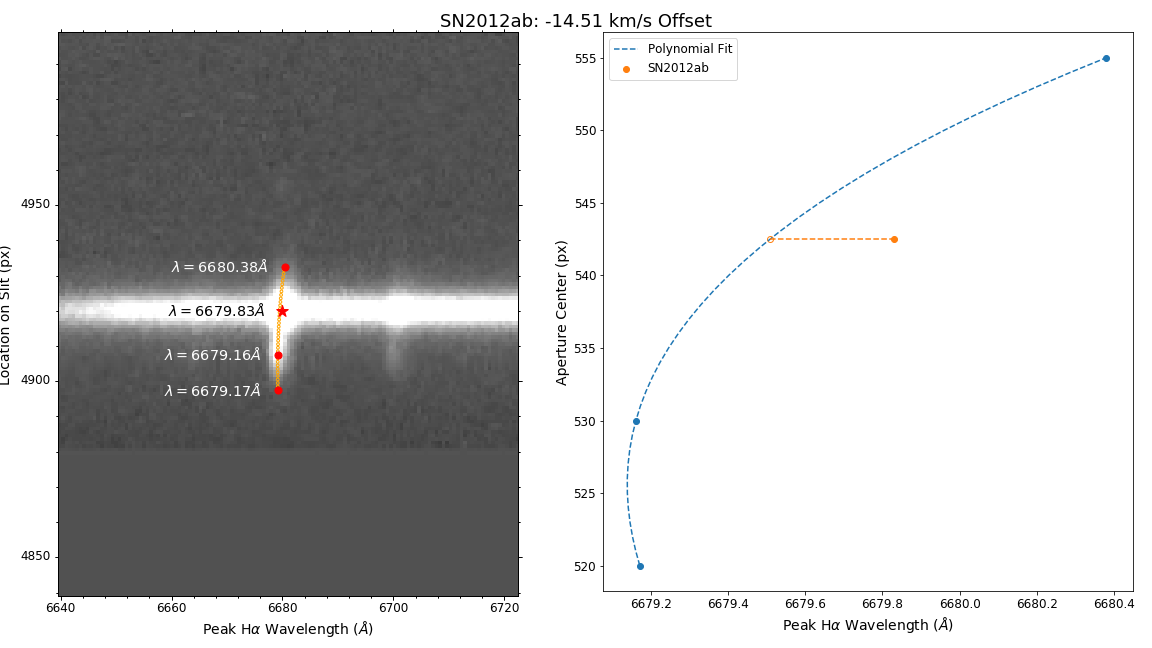 SN2012ab: -14.51 km/s Offset
Location on Slit (px)
4950
4900
4850
λ = 6680.38Å
λ = 6679.83Å
λ = 6679.16Å
λ = 6679.17Å
6640 6660 6680 6700 6720
Peak Hα Wavelength (Å)
Polynomial Fit
SN2012ab
Aperture Center (px)
555
550
545
540
535
530
525
520
6679.2 6679.4 6679.6 6679.8 6680.0 6680.2 6680.4
Peak Hα Wavelength (Å)